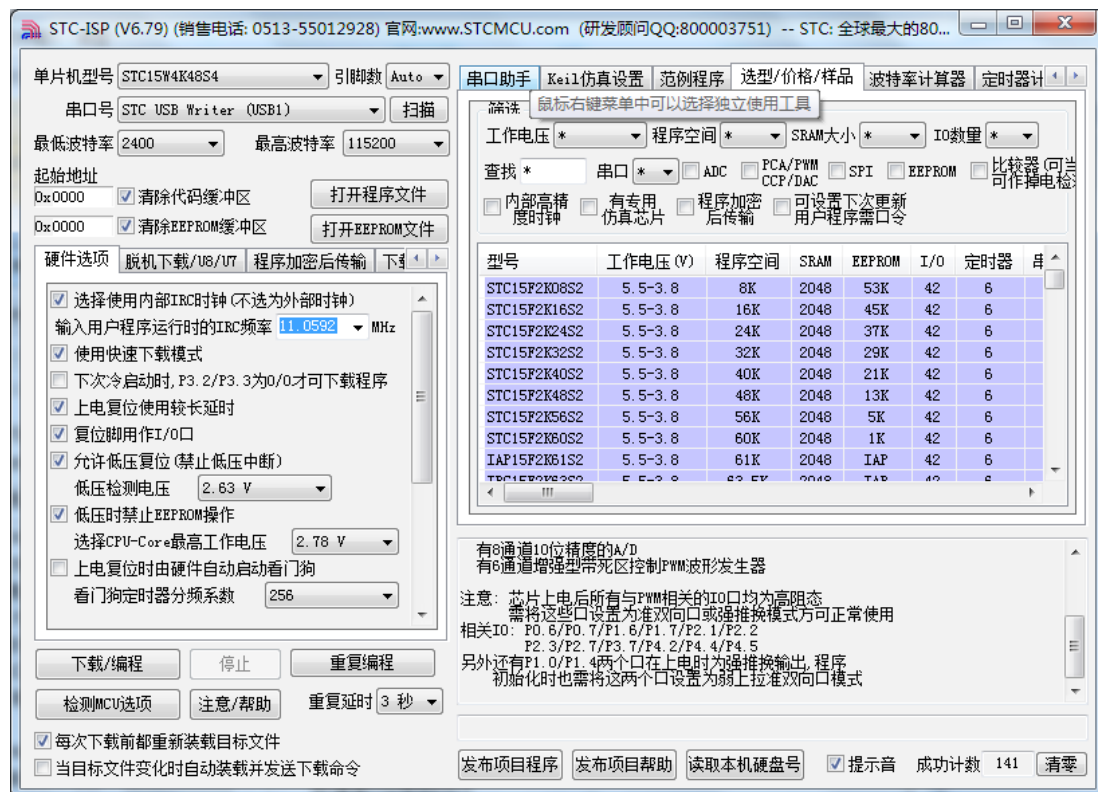 STC-ISP (V6.79) (销售电话: 0513-55012928) 官网:www.STCMCU.com (研发顾问QQ:800003751) -- STC: 全球最大的80...
单片机型号 STC15W4K48S4 引脚数 Auto
串口号 STC USB Writer (USB1) 扫描
最低波特率 2400 最高波特率 115200
起始地址
0x0000 清除代码缓冲区 打开程序文件
0x0000 清除EEPROM缓冲区 打开EEPROM文件
硬件选项 脱机下载/U8/U7 程序加密后传输
选择使用内部IRC时钟(不选为外部时钟)
输入用户程序运行时的IRC频率 11.0592 MHz
使用快速下载模式
下次冷启动时,P3.2/P3.3为0/0才可下载程序
上电复位使用较长延时
复位脚用作I/O口
允许低压复位(禁止低压中断)
低压检测电压 2.63 V
低压时禁止EEPROM操作
选择CPU-Core最高工作电压 2.78 V
上电复位时由硬件自动启动看门狗
看门狗定时器分频系数 256
下载/编程 停止 重复编程
检测MCU选项 注意/帮助 重复延时 3 秒
每次下载前都重新装载目标文件
当目标文件变化时自动装载并发送下载命令
串口助手 Keil仿真设置 范例程序 选型/价格/样品 波特率计算器 定时器计
鼠标右键菜单中可以选择独立使用工具
筛选
工作电压 * 程序空间 * SRAM大小 * IO数量 *
查找 * 串口 * ADC PCA/PWM CCP/DAC SPI EEPROM 比较器(可当 可作掉电检
内部高精度时钟 有专用仿真芯片 程序加密后传输 可设置下次更新用户程序需口令
型号 工作电压(V) 程序空间 SRAM EEPROM I/O 定时器 串
STC15F2K08S2 5.5-3.8 8K 2048 53K 42 6
STC15F2K16S2 5.5-3.8 16K 2048 45K 42 6
STC15F2K24S2 5.5-3.8 24K 2048 37K 42 6
STC15F2K32S2 5.5-3.8 32K 2048 29K 42 6
STC15F2K40S2 5.5-3.8 40K 2048 21K 42 6
STC15F2K48S2 5.5-3.8 48K 2048 13K 42 6
STC15F2K56S2 5.5-3.8 56K 2048 5K 42 6
STC15F2K60S2 5.5-3.8 60K 2048 1K 42 6
IAP15F2K61S2 5.5-3.8 61K 2048 IAP 42 6
有8通道10位精度的A/D
有6通道增强型带死区控制PWM波形发生器
注意: 芯片上电后所有与PWM相关的IO口均为高阻态
需将这些口设置为准双向口或强推挽模式方可正常使用
相关IO: P0.6/P0.7/P1.6/P1.7/P2.1/P2.2
P2.3/P2.7/P3.7/P4.2/P4.4/P4.5
另外还有P1.0/P1.4两个口在上电时为强推挽输出,程序
初始化时也需将这两个口设置为弱上拉准双向口模式
发布项目程序 发布项目帮助 读取本机硬盘号 提示音 成功计数 141 清零